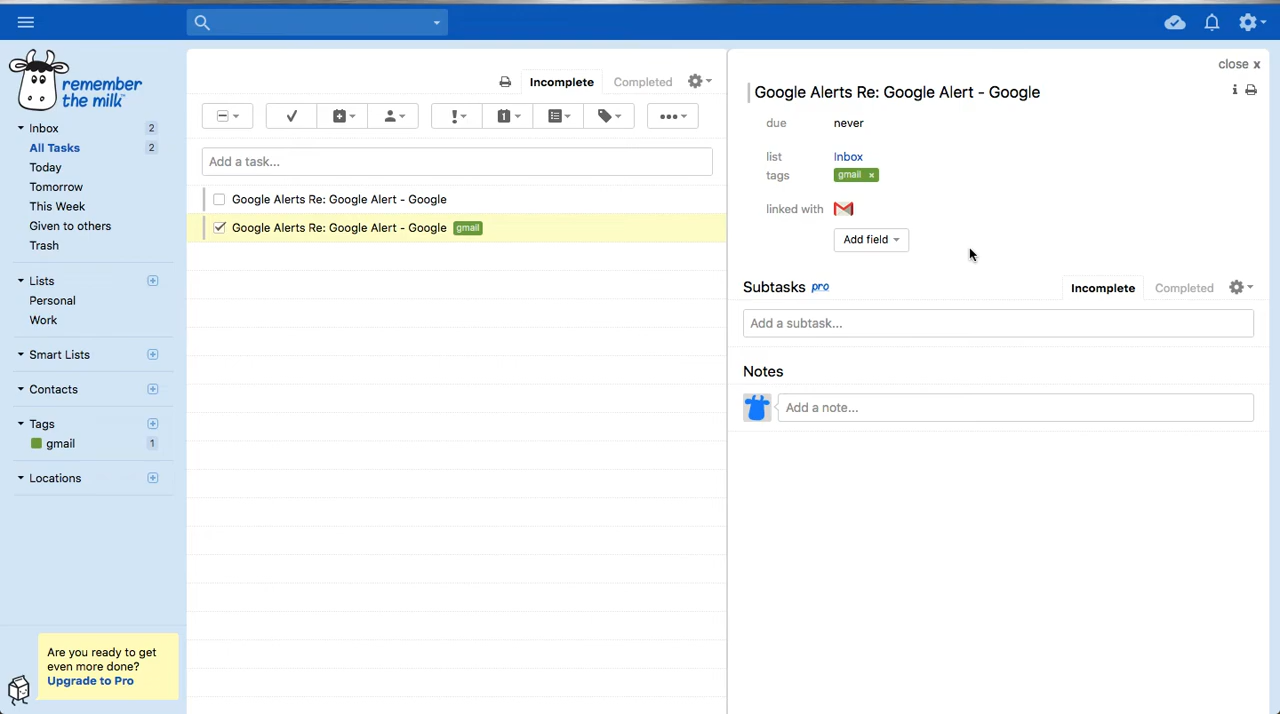 remember
the milk™
Inbox 2
All Tasks 2
Today
Tomorrow
This Week
Given to others
Trash
Lists
Personal
Work
Smart Lists
Contacts
Tags
gmail 1
Locations
Are you ready to get
even more done?
Upgrade to Pro
Incomplete Completed
Add a task...
Google Alerts Re: Google Alert - Google
Google Alerts Re: Google Alert - Google gmail
close x
Google Alerts Re: Google Alert - Google
due never
list Inbox
tags gmail x
linked with
Add field
Subtasks pro Incomplete Completed
Add a subtask...
Notes
Add a note...